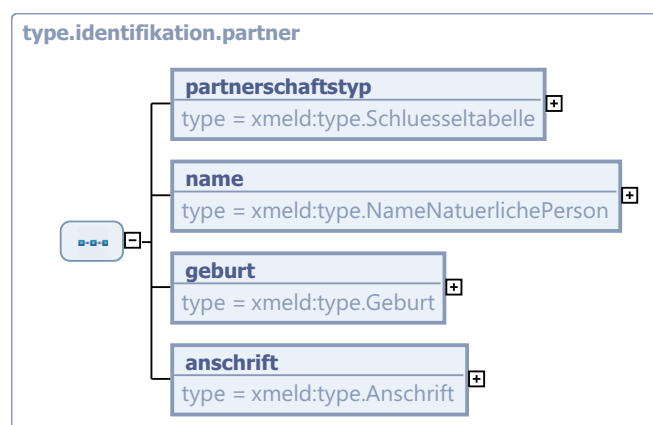 type.identifikation.partner
partnerschaftstyp
type = xmeld:type.Schluesseltabelle
name
type = xmeld:type.NameNatuerlichePerson
geburt
type = xmeld:type.Geburt
anschrift
type = xmeld:type.Anschrift